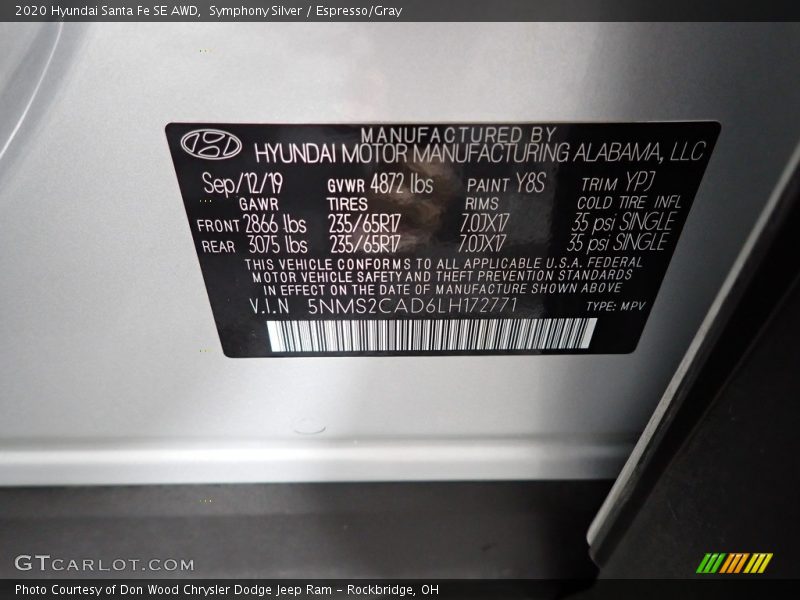 2020 Hyundai Santa Fe SE AWD,  Symphony Silver / Espresso/Gray
MANUFACTURED BY
HYUNDAI MOTOR MANUFACTURING ALABAMA, LLC
Sep/12/19 GVWR 4872 lbs PAINT Y8S TRIM YPJ
GAWR TIRES RIMS COLD TIRE INFL
FRONT 2866 lbs 235/65R17 7.0JX17 35 psi SINGLE
REAR 3075 lbs 235/65R17 7.0JX17 35 psi SINGLE
THIS VEHICLE CONFORMS TO ALL APPLICABLE U.S.A. FEDERAL
MOTOR VEHICLE SAFETY AND THEFT PREVENTION STANDARDS
IN EFFECT ON THE DATE OF MANUFACTURE SHOWN ABOVE
V.I.N 5NMS2CAD6LH172771 TYPE: MPV
GTCARLOT.COM
Photo Courtesy of Don Wood Chrysler Dodge Jeep Ram - Rockbridge, OH